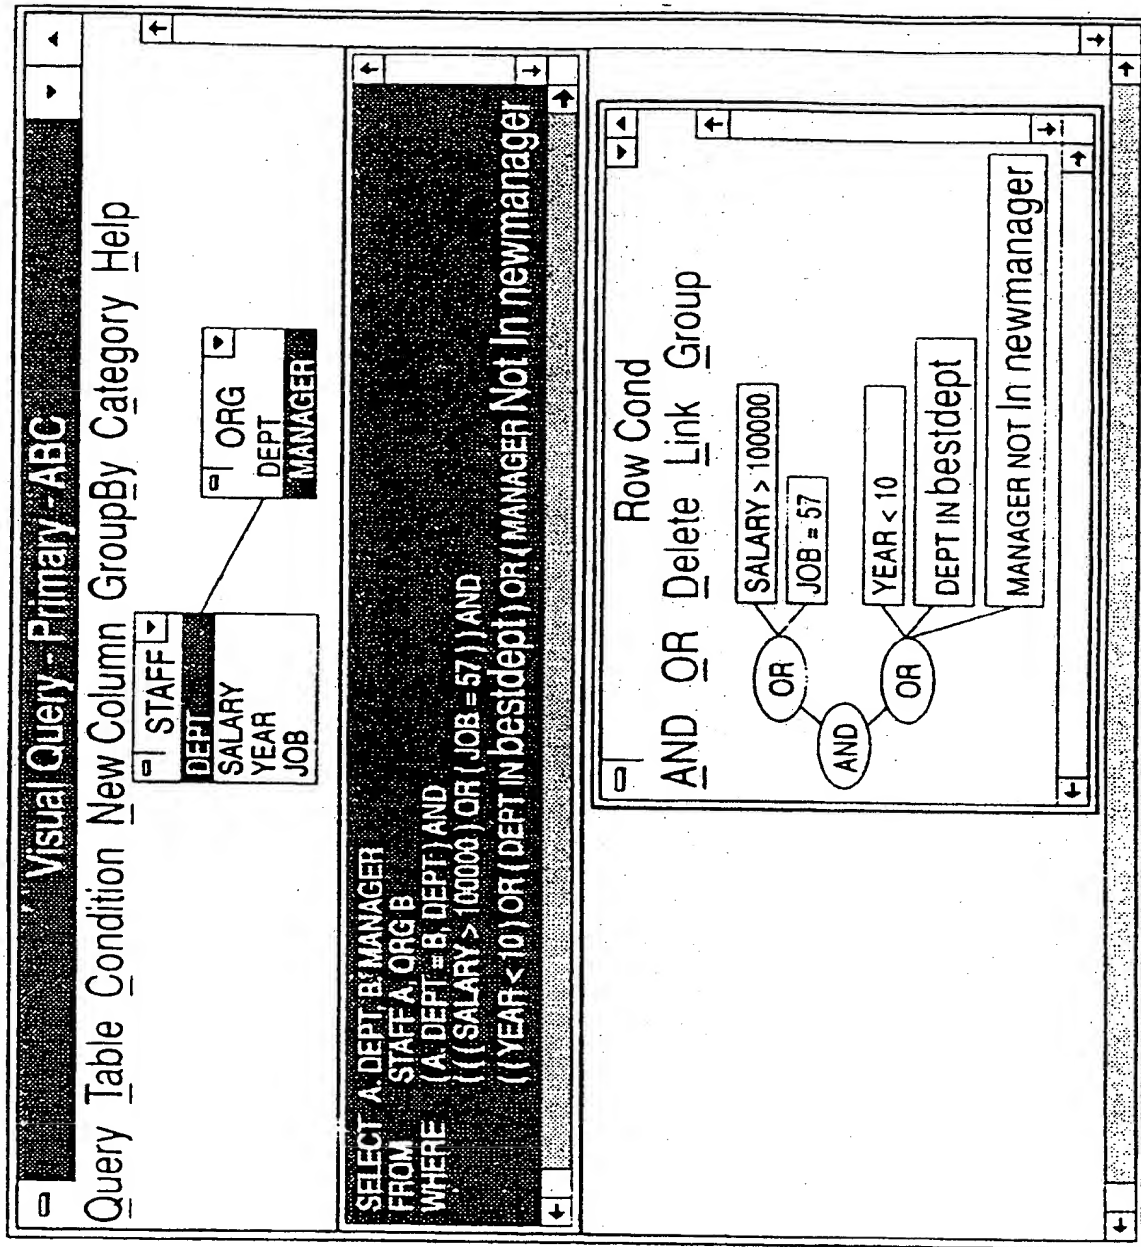 Visual Query - Primary - ABC
Query Table Condition New Column GroupBy Category Help
STAFF
DEPT
SALARY
YEAR
JOB
ORG
DEPT
MANAGER
SELECT A. DEPT, B. MANAGER
FROM STAFF A, ORG B
WHERE (A. DEPT = B. DEPT) AND
((((SALARY > 100000) OR (JOB = 57)) AND
((YEAR < 10) OR (DEPT IN bestdept) OR (MANAGER Not In newmanager
Row Cond
AND OR Delete Link Group
AND
OR
SALARY > 100000
JOB = 57
OR
YEAR < 10
DEPT IN bestdept
MANAGER NOT In newmanager